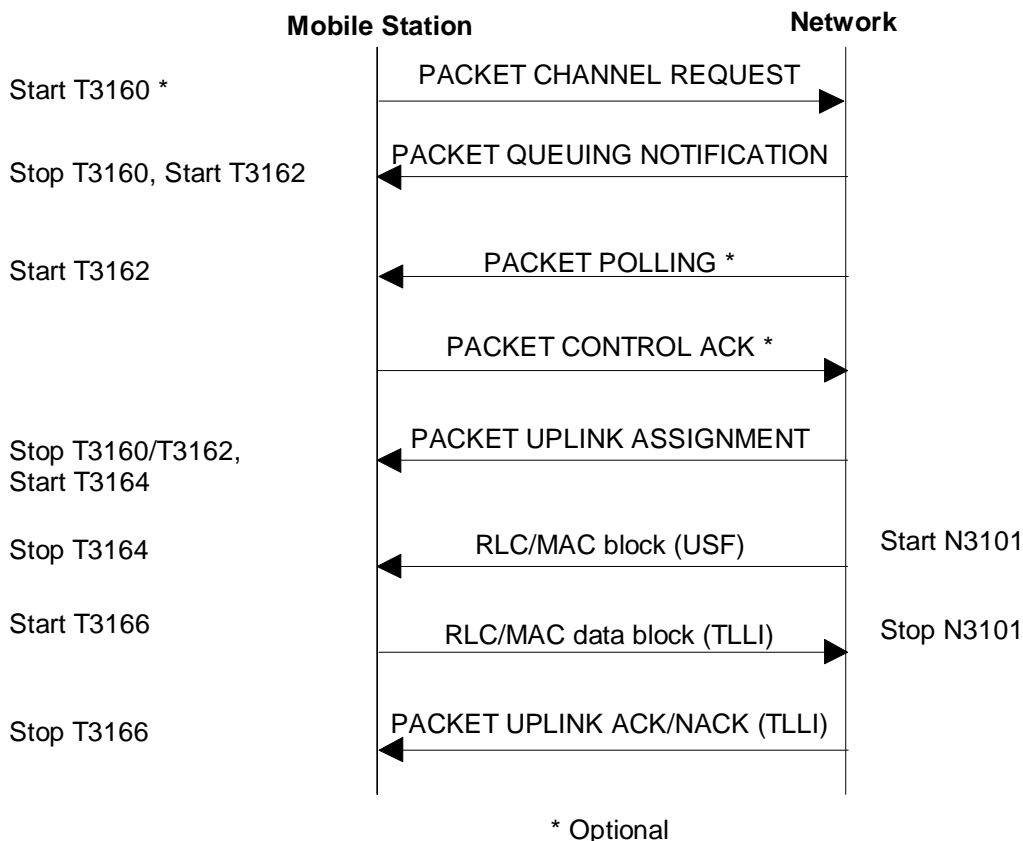 Mobile Station
Network
Start T3160 *
PACKET CHANNEL REQUEST
Stop T3160, Start T3162
PACKET QUEUING NOTIFICATION
Start T3162
PACKET POLLING *
PACKET CONTROL ACK *
Stop T3160/T3162,
Start T3164
PACKET UPLINK ASSIGNMENT
Stop T3164
RLC/MAC block (USF)
Start N3101
Start T3166
RLC/MAC data block (TLLI)
Stop N3101
Stop T3166
PACKET UPLINK ACK/NACK (TLLI)
* Optional